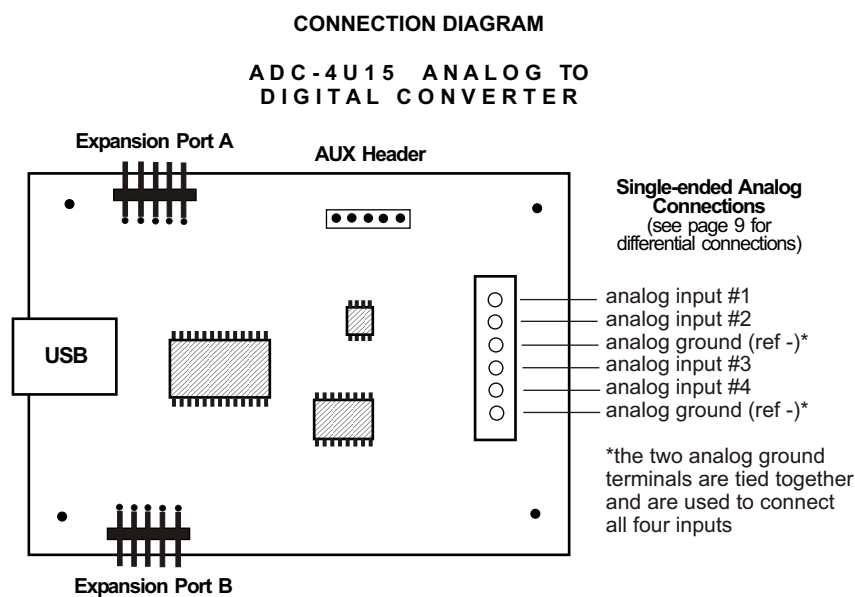 CONNECTION DIAGRAM
ADC-4U15 ANALOG TO
DIGITAL CONVERTER
Expansion Port A
AUX Header
Single-ended Analog
Connections
(see page 9 for
differential connections)
analog input #1
analog input #2
analog ground (ref -)*
analog input #3
analog input #4
analog ground (ref -)*
USB
*the two analog ground
terminals are tied together
and are used to connect
all four inputs
Expansion Port B